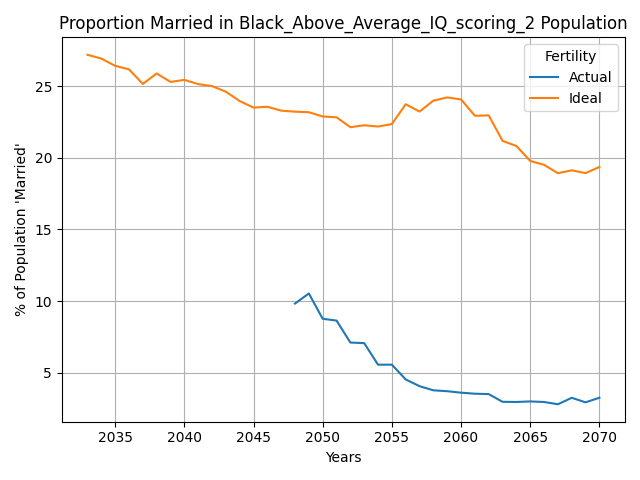 Proportion Married in Black_Above_Average_IQ_scoring_2 Population
Fertility
Actual
Ideal
% of Population 'Married'
25
20
15
10
5
2035 2040 2045 2050 2055 2060 2065 2070
Years